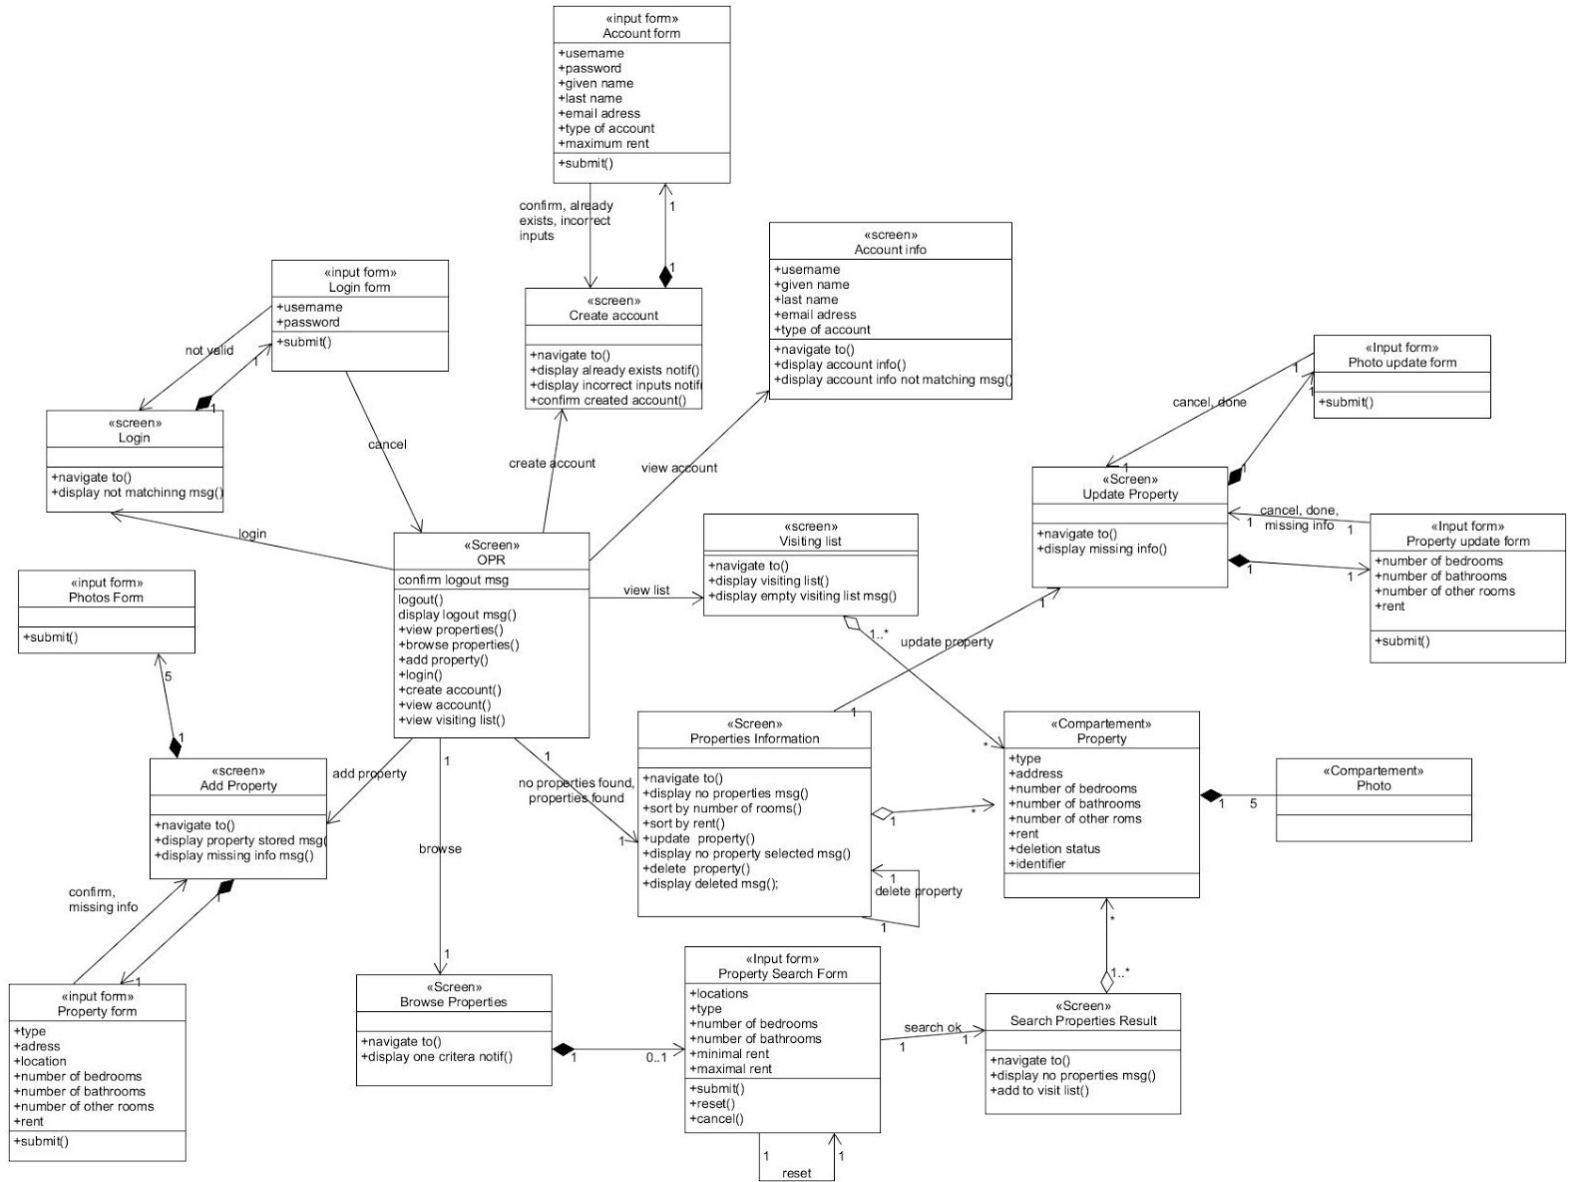 «input form»
Account form
+username
+password
+given name
+last name
+email adress
+type of account
+maximum rent
+submit()
confirm, already
exists, incorrect
inputs
1
1
«screen»
Create account
+navigate to()
+display already exists notif()
+display incorrect inputs notif(
+confirm created account()
«screen»
Account info
+username
+given name
+last name
+email adress
+type of account
+navigate to()
+display account info()
+display account info not matching msg()
«input form»
Login form
+username
+password
+submit()
not valid
1
1
«screen»
Login
+navigate to()
+display not matchinng msg()
cancel
create account
view account
login
«Screen»
OPR
confirm logout msg
logout()
display logout msg()
+view properties()
+browse properties()
+add property()
+login()
+create account()
+view account()
+view visiting list()
view list
«screen»
Visiting list
+navigate to()
+display visiting list()
+display empty visiting list msg()
1..*
*
«Input form»
Photo update form
+submit()
1
cancel, done
1
1
1
«Screen»
Update Property
+navigate to()
+display missing info()
cancel, done,
missing info
1
1
1
1
«Input form»
Property update form
+number of bedrooms
+number of bathrooms
+number of other rooms
+rent
+submit()
update property
1
1
«input form»
Photos Form
+submit()
5
1
«screen»
Add Property
+navigate to()
+display property stored msg(
+display missing info msg()
add property
confirm,
missing info
1
1
«input form»
Property form
+type
+adress
+location
+number of bedrooms
+number of bathrooms
+number of other rooms
+rent
+submit()
1
browse
1
1
no properties found,
properties found
1
«Screen»
Properties Information
+navigate to()
+display no properties msg()
+sort by number of rooms()
+sort by rent()
+update  property()
+display no property selected msg()
+delete  property()
+display deleted msg();
1
*
1
delete property
1
«Compartement»
Property
+type
+address
+number of bedrooms
+number of bathrooms
+number of other roms
+rent
+deletion status
+identifier
1
5
«Compartement»
Photo
*
1..*
«Screen»
Browse Properties
+navigate to()
+display one critera notif()
1
0..1
«Input form»
Property Search Form
+locations
+type
+number of bedrooms
+number of bathrooms
+minimal rent
+maximal rent
+submit()
+reset()
+cancel()
1
1
reset
search ok
1
1
«Screen»
Search Properties Result
+navigate to()
+display no properties msg()
+add to visit list()